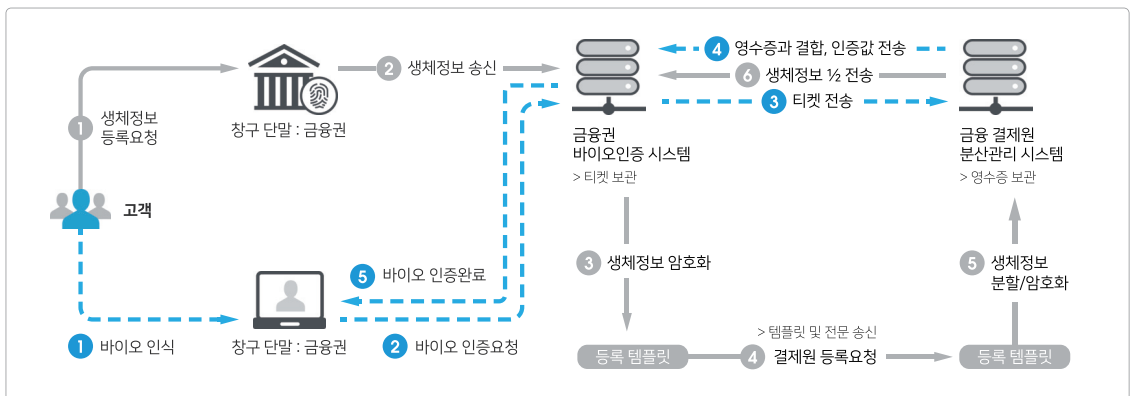 4 영수증과 결합, 인증값 전송
2 생체정보 송신
6 생체정보 ½ 전송
3 티켓 전송
1 생체정보
등록요청
창구 단말 : 금융권
금융권
바이오인증 시스템
> 티켓 보관
금융 결제원
분산관리 시스템
> 영수증 보관
고객
3 생체정보 암호화
5 생체정보
분할/암호화
5 바이오 인증완료
1 바이오 인식
창구 단말 : 금융권
2 바이오 인증요청
> 템플릿 및 전문 송신
등록 템플릿
4 결제원 등록요청
등록 템플릿